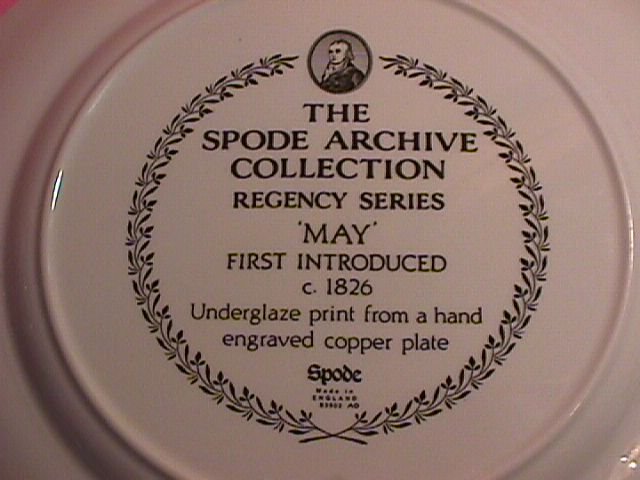 THE
SPODE ARCHIVE
COLLECTION
REGENCY SERIES
'MAY'
FIRST INTRODUCED
c. 1826
Underglaze print from a hand
engraved copper plate
Spode
Made in
ENGLAND